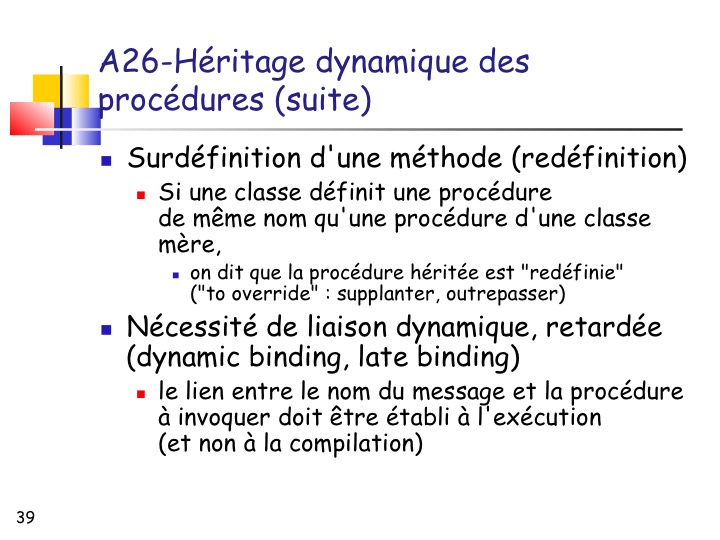 A26-Héritage dynamique des
procédures (suite)
Surdéfinition d'une méthode (redéfinition)
Si une classe définit une procédure
de même nom qu'une procédure d'une classe
mère,
on dit que la procédure héritée est "redéfinie"
("to override" : supplanter, outrepasser)
Nécessité de liaison dynamique, retardée
(dynamic binding, late binding)
le lien entre le nom du message et la procédure
à invoquer doit être établi à l'exécution
(et non à la compilation)
39